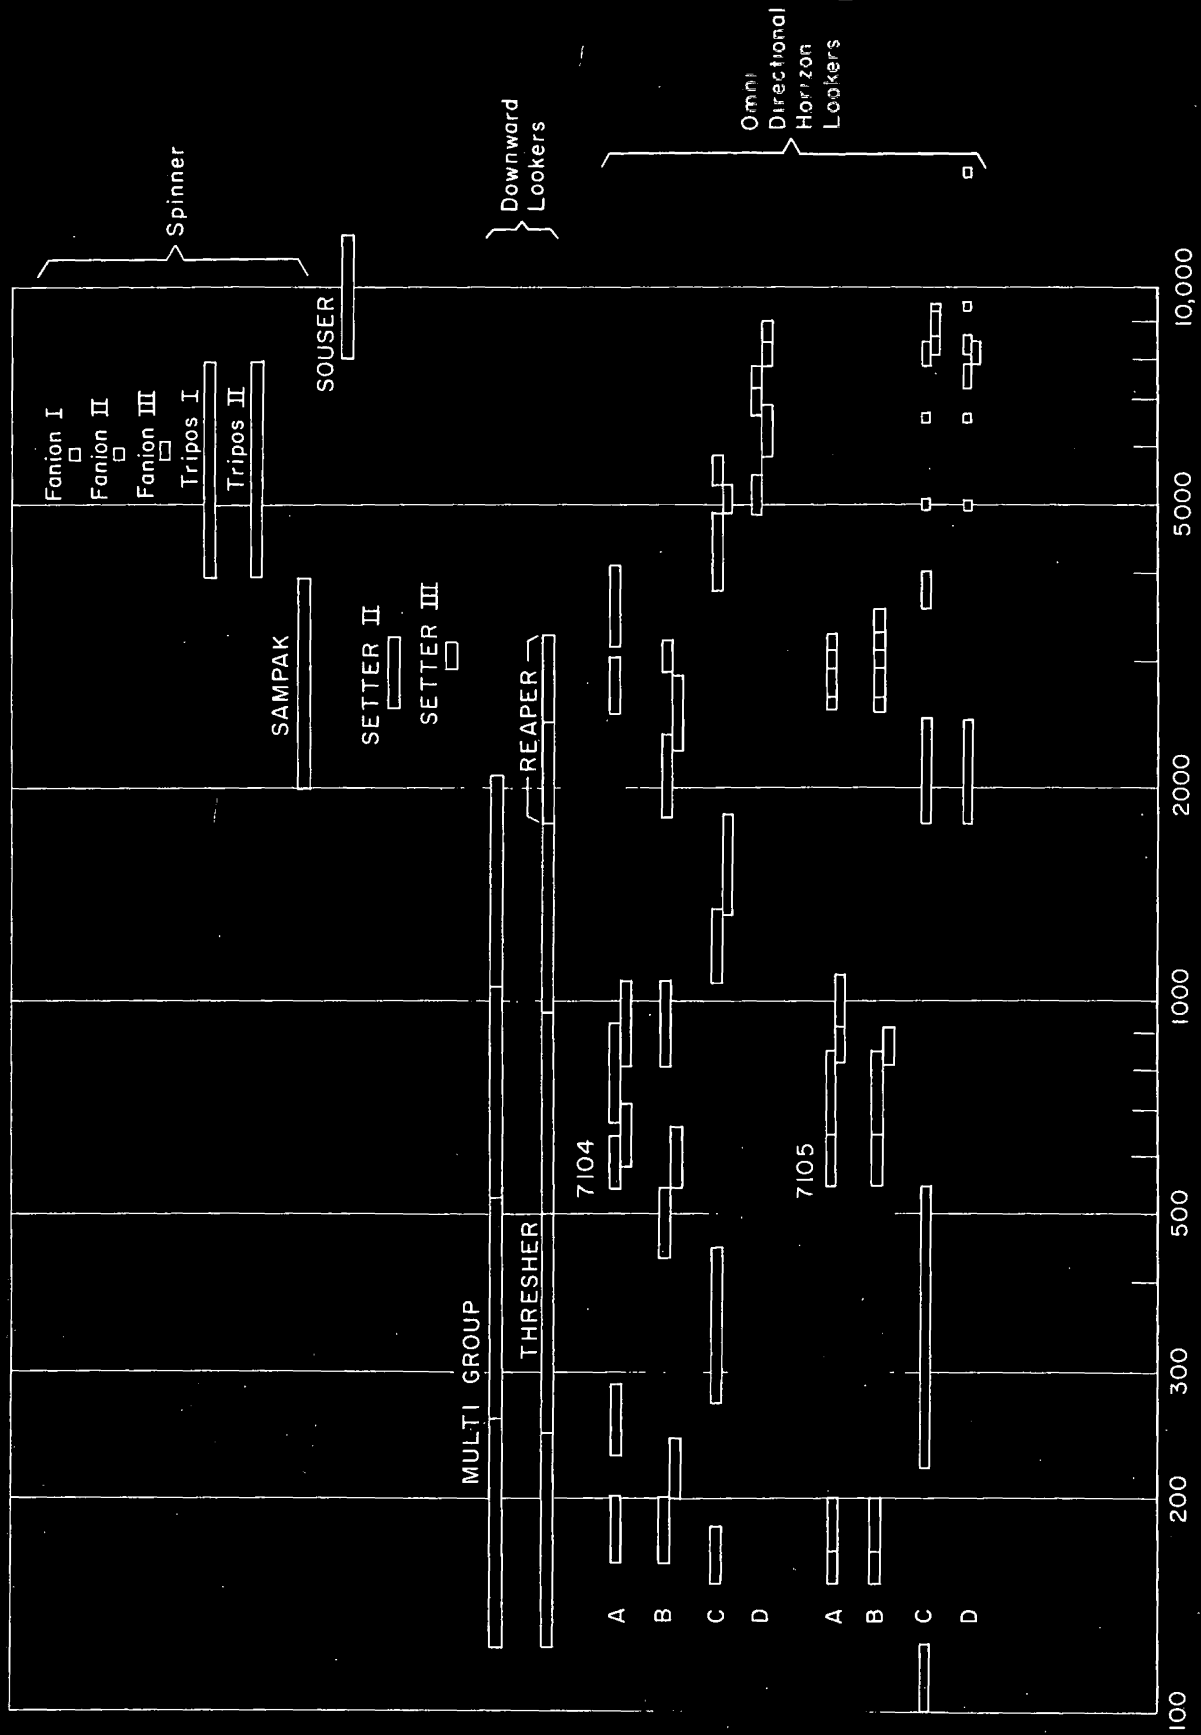 Fanion I
Fanion II
Fanion III
Tripos I
Tripos II
Spinner
SAMPAK
SOUSER
SETTER II
SETTER III
MULTI GROUP
THRESHER
REAPER
Downward
Lookers
7104
A
B
C
D
Omni
Directional
Horizon
Lookers
7105
A
B
C
D
100
200
300
500
1000
2000
5000
10,000